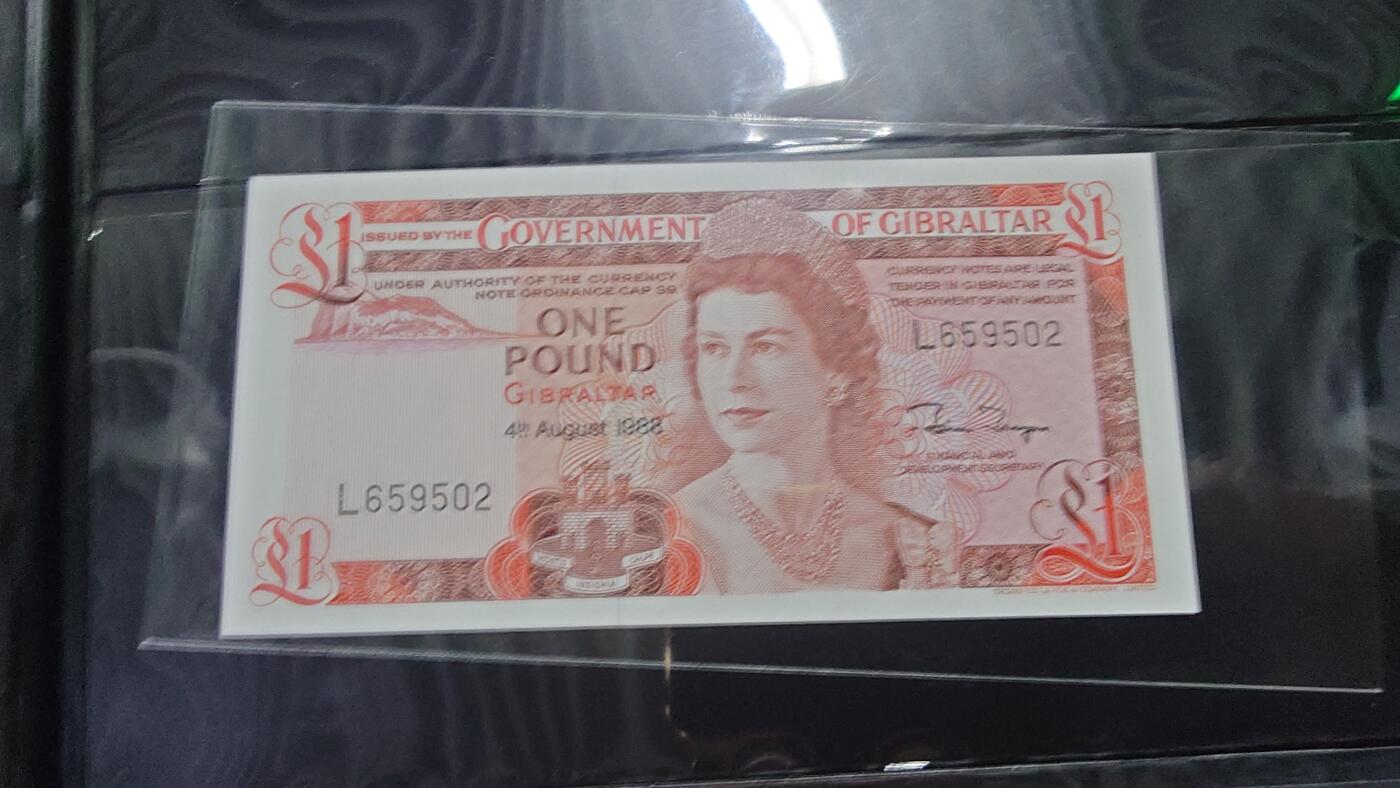 £1 ISSUED BY THE GOVERNMENT OF GIBRALTAR £1
UNDER AUTHORITY OF THE CURRENCY
NOTE ORDINANCE CAP 39
CURRENCY NOTES ARE LEGAL
TENDER IN GIBRALTAR FOR
THE PAYMENT OF ANY AMOUNT
ONE
POUND
GIBRALTAR
4th August 1988
L659502
FINANCIAL AND
DEVELOPMENT SECRETARY
L659502
£1
INSIGNIA
CALPE
£1